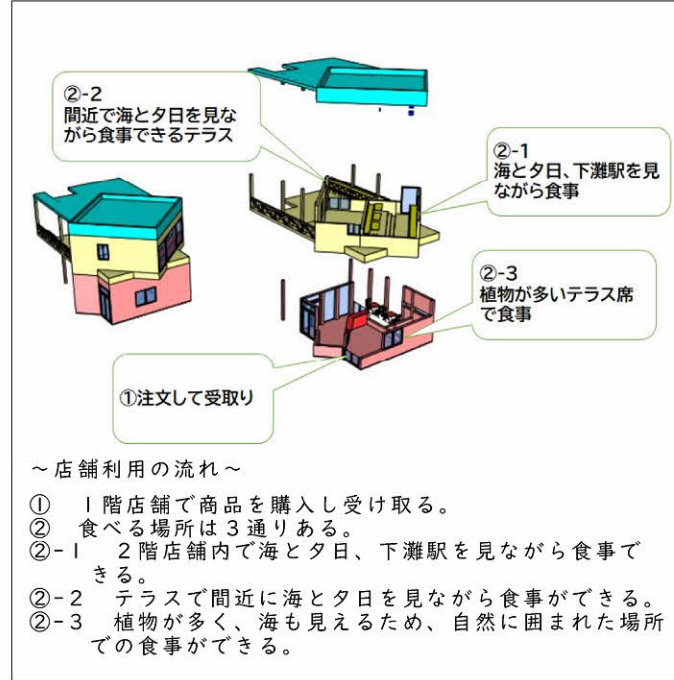 ②-2
間近で海と夕日を見な
がら食事できるテラス
②-1
海と夕日、下灘駅を見
ながら食事
②-3
植物が多いテラス席
で食事
①注文して受取り
～店舗利用の流れ～
① 1階店舗で商品を購入し受け取る。
② 食べる場所は3通りある。
②-1 2階店舗内で海と夕日、下灘駅を見ながら食事で
きる。
②-2 テラスで間近に海と夕日を見ながら食事ができる。
②-3 植物が多く、海も見えるため、自然に囲まれた場所
での食事ができる。